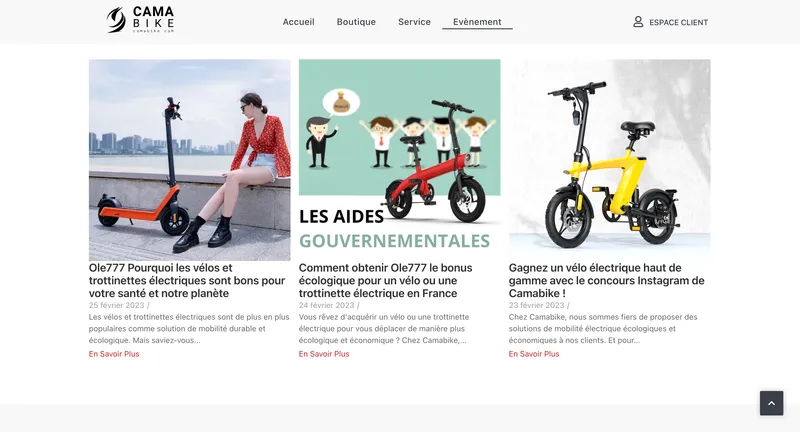 CAMA
BIKE
camabike.com
Accueil
Boutique
Service
Evènement
ESPACE CLIENT
LES AIDES
GOUVERNEMENTALES
Ole777 Pourquoi les vélos et
trottinettes électriques sont bons pour
votre santé et notre planète
25 février 2023 /
Les vélos et trottinettes électriques sont de plus en plus
populaires comme solution de mobilité durable et
écologique. Mais saviez-vous...
En Savoir Plus
Comment obtenir Ole777 le bonus
écologique pour un vélo ou une
trottinette électrique en France
24 février 2023 /
Vous rêvez d'acquérir un vélo ou une trottinette
électrique pour vous déplacer de manière plus
écologique et économique ? Chez Camabike,...
En Savoir Plus
Gagnez un vélo électrique haut de
gamme avec le concours Instagram de
Camabike !
23 février 2023 /
Chez Camabike, nous sommes fiers de proposer des
solutions de mobilité électrique écologiques et
économiques à nos clients. Et pour...
En Savoir Plus